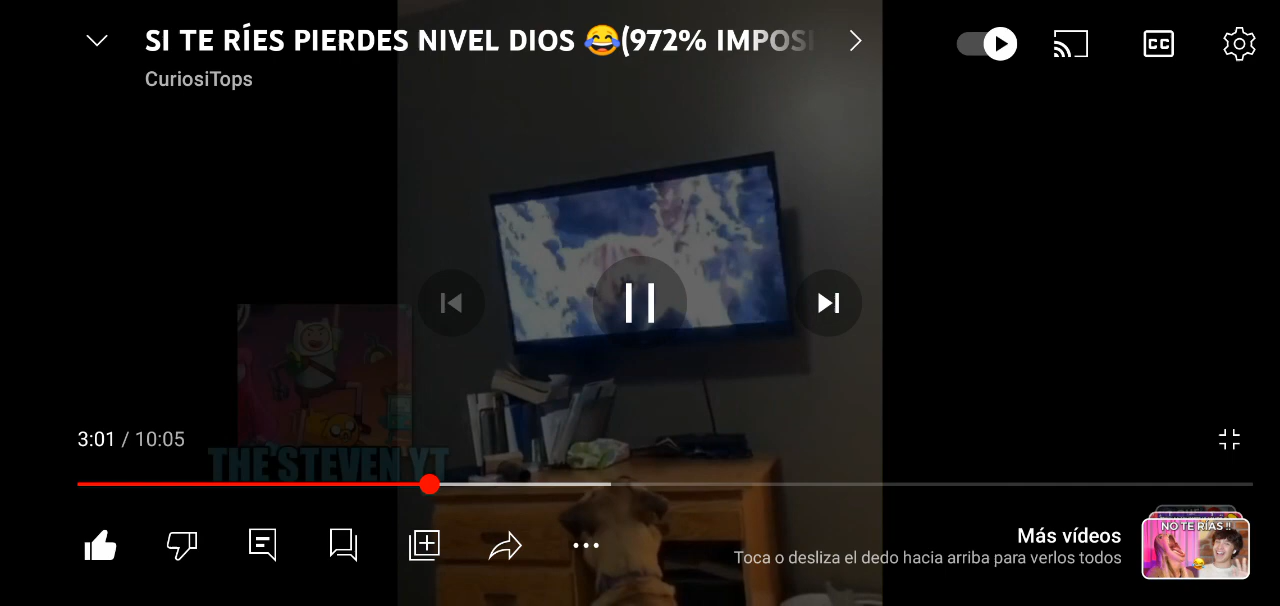 SI TE RÍES PIERDES NIVEL DIOS 😂(972% IMPOSI
CuriosiTops
CC
3:01 / 10:05
THE STEVEN YT
Más vídeos
Toca o desliza el dedo hacia arriba para verlos todos
NO TE RÍAS !!